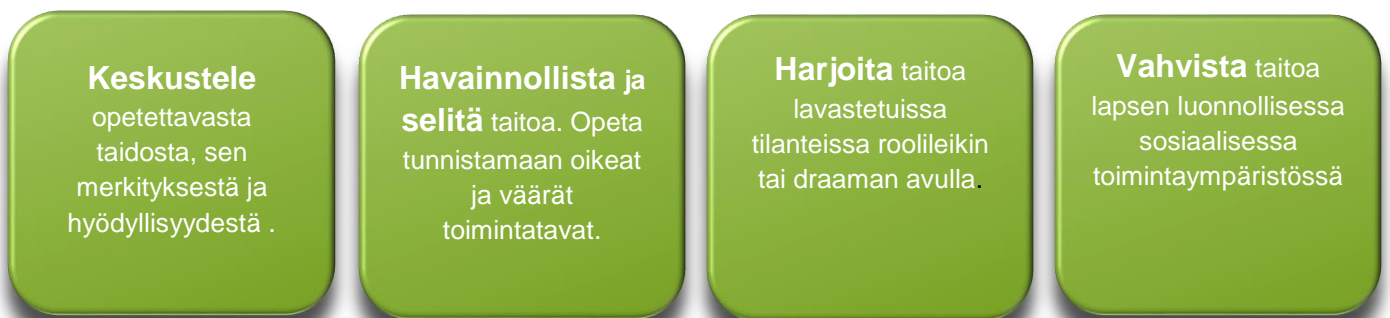 Keskustele
opetettavasta
taidosta, sen
merkityksestä ja
hyödyllisyydestä .
Havainnollista ja
selitä taitoa. Opeta
tunnistamaan oikeat
ja väärät
toimintatavat.
Harjoita taitoa
lavastetuissa
tilanteissa roolileikin
tai draaman avulla.
Vahvista taitoa
lapsen luonnollisessa
sosiaalisessa
toimintaympäristössä